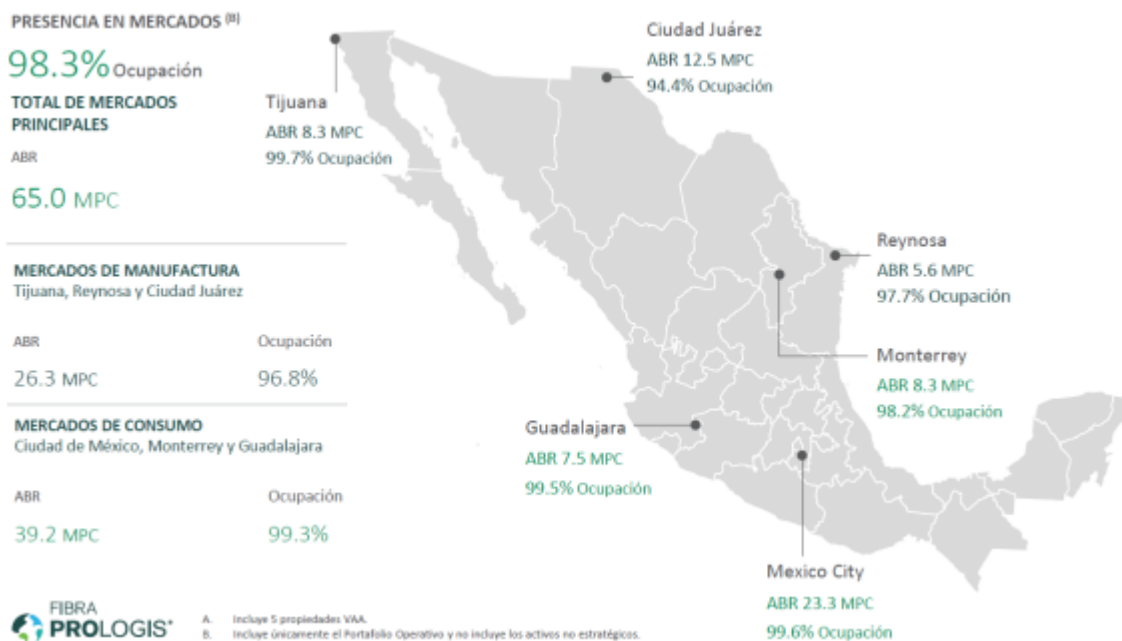 PRESENCIA EN MERCADOS (B)
98.3% Ocupación
TOTAL DE MERCADOS
PRINCIPALES
ABR
65.0 MPC
MERCADOS DE MANUFACTURA
Tijuana, Reynosa y Ciudad Juárez
ABR Ocupación
26.3 MPC 96.8%
MERCADOS DE CONSUMO
Ciudad de México, Monterrey y Guadalajara
ABR Ocupación
39.2 MPC 99.3%
Tijuana
ABR 8.3 MPC
99.7% Ocupación
Ciudad Juárez
ABR 12.5 MPC
94.4% Ocupación
Reynosa
ABR 5.6 MPC
97.7% Ocupación
Monterrey
ABR 8.3 MPC
98.2% Ocupación
Guadalajara
ABR 7.5 MPC
99.5% Ocupación
Mexico City
ABR 23.3 MPC
99.6% Ocupación
FIBRA
PROLOGIS
A. Incluye 5 propiedades VAA.
B. Incluye únicamente el Portafolio Operativo y no incluye los activos no estratégicos.